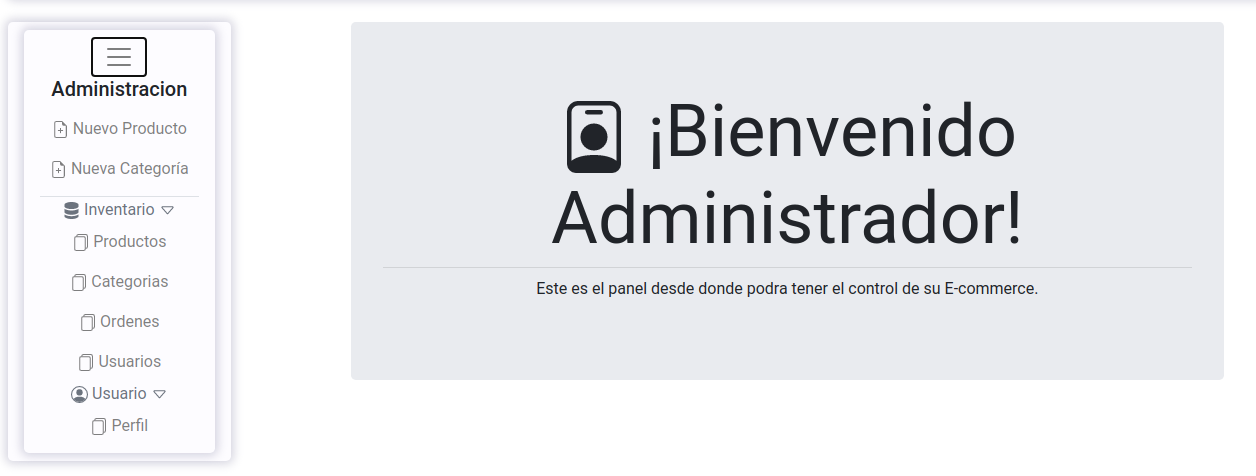 Administracion
Nuevo Producto
Nueva Categoría
Inventario
Productos
Categorias
Ordenes
Usuarios
Usuario
Perfil
¡Bienvenido
Administrador!
Este es el panel desde donde podra tener el control de su E-commerce.